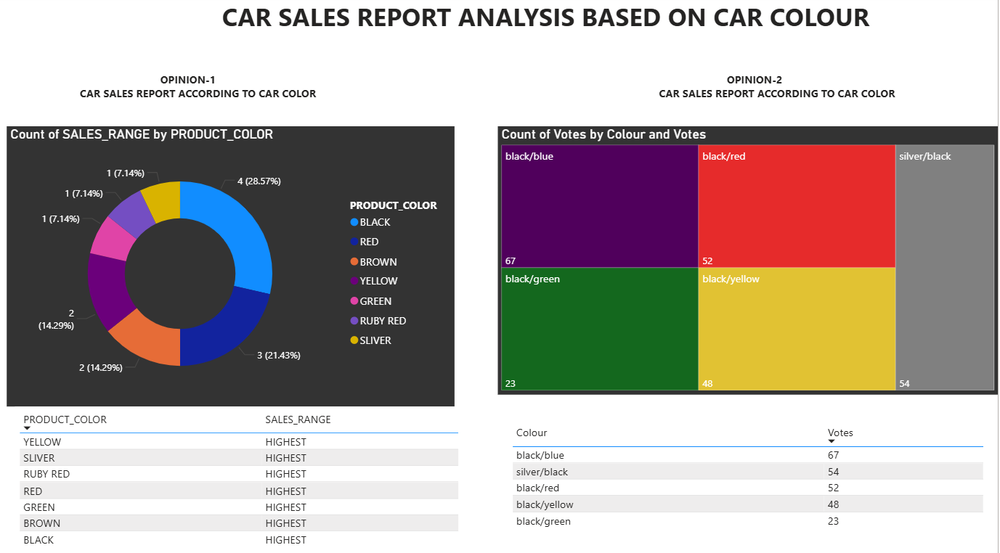 CAR SALES REPORT ANALYSIS BASED ON CAR COLOUR
OPINION-1
CAR SALES REPORT ACCORDING TO CAR COLOR
Count of SALES_RANGE by PRODUCT_COLOR
1 (7.14%)
4 (28.57%)
1 (7.14%)
1 (7.14%)
2
(14.29%)
2 (14.29%)
3 (21.43%)
PRODUCT_COLOR
BLACK
RED
BROWN
YELLOW
GREEN
RUBY RED
SLIVER
PRODUCT_COLOR SALES_RANGE
YELLOW HIGHEST
SLIVER HIGHEST
RUBY RED HIGHEST
RED HIGHEST
GREEN HIGHEST
BROWN HIGHEST
BLACK HIGHEST
OPINION-2
CAR SALES REPORT ACCORDING TO CAR COLOR
Count of Votes by Colour and Votes
black/blue
67
black/red
52
silver/black
54
black/green
23
black/yellow
48
Colour Votes
black/blue 67
silver/black 54
black/red 52
black/yellow 48
black/green 23